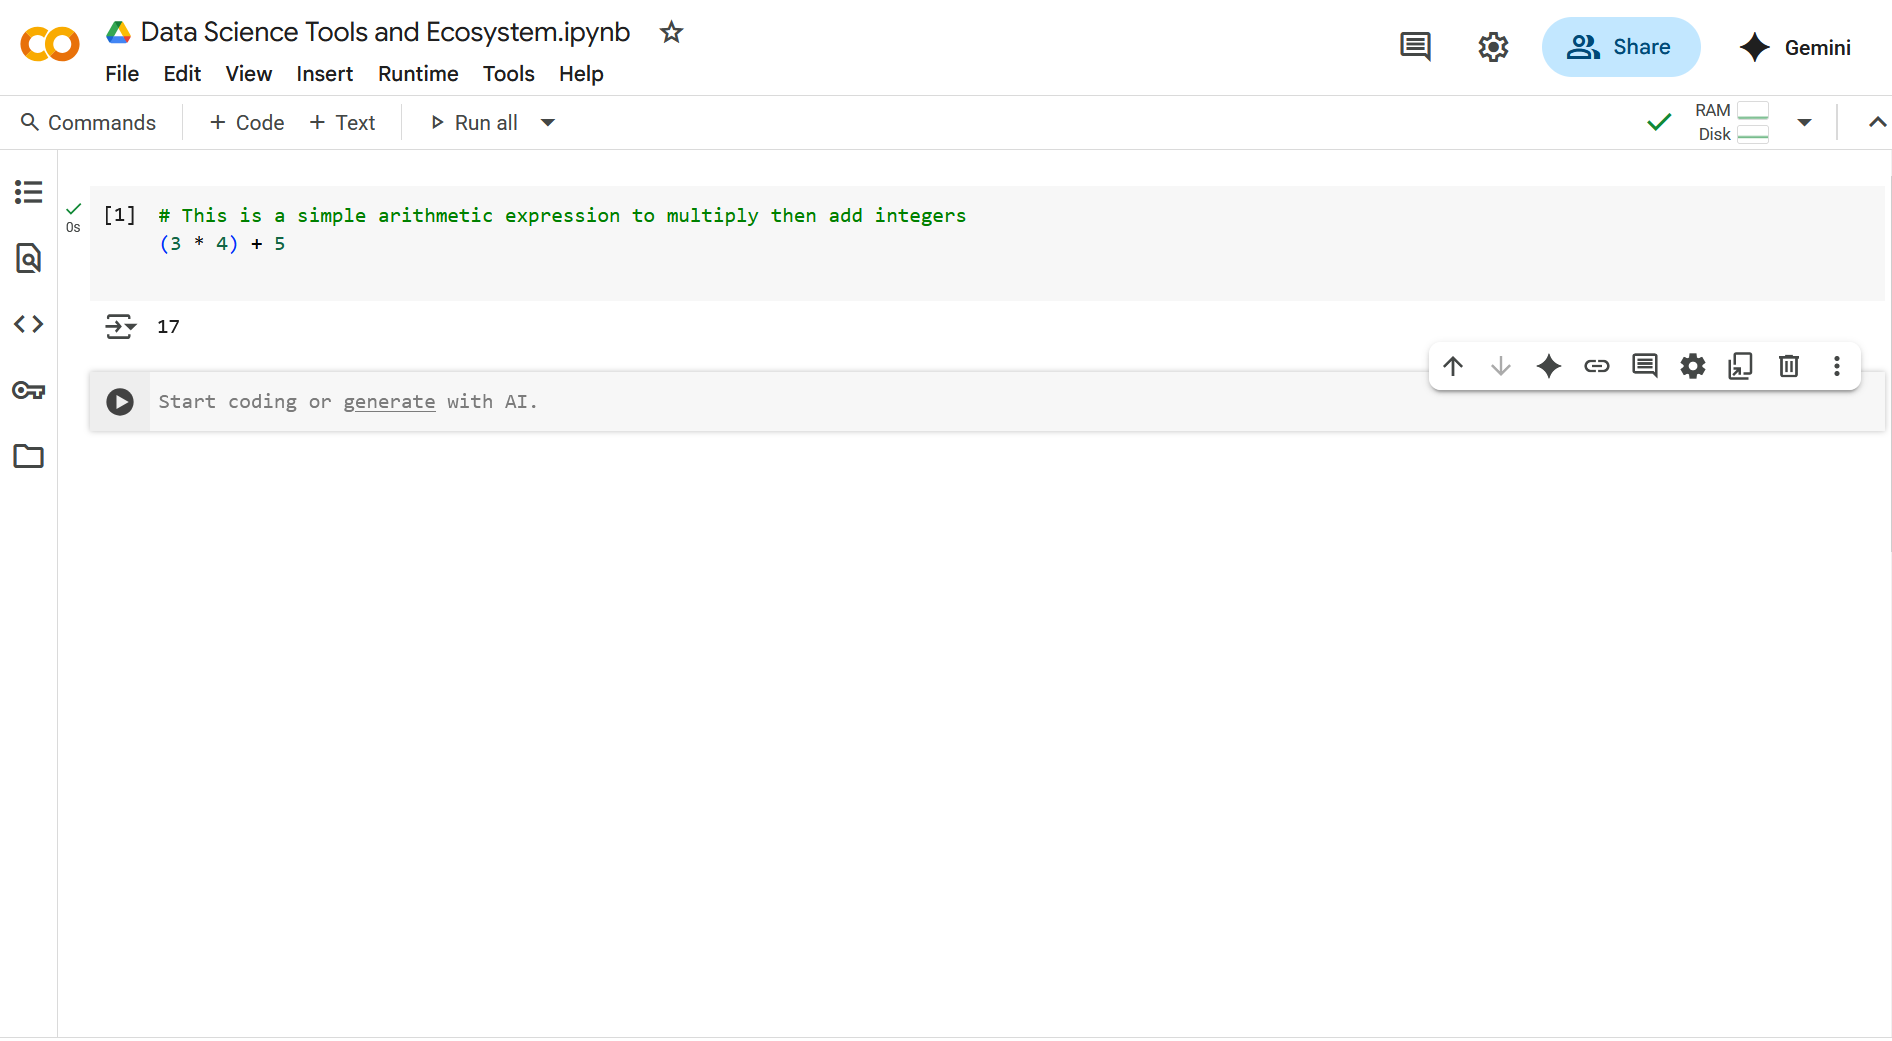 Data Science Tools and Ecosystem.ipynb
File Edit View Insert Runtime Tools Help
Share
Gemini
Commands + Code + Text Run all
RAM
Disk
[1] # This is a simple arithmetic expression to multiply then add integers
0s
(3 * 4) + 5
17
Start coding or generate with AI.